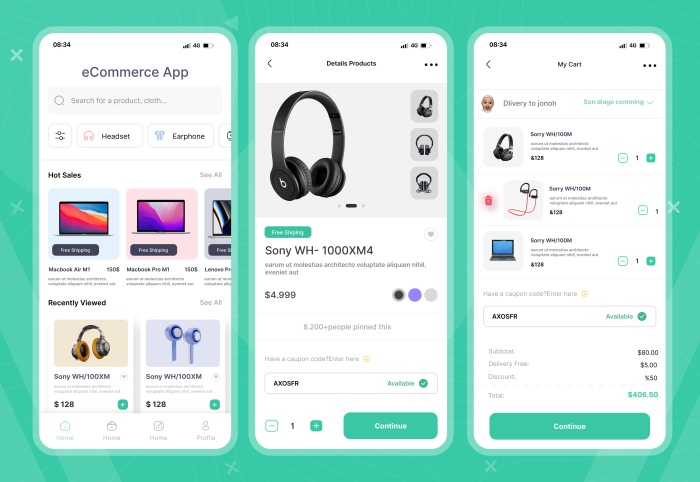 08:34
4G
eCommerce App
Search for a product, cloth...
Headset
Earphone
Hot Sales
See All
Free Shipping
Free Shipping
Macbook Air M1
150$
Macbook Pro M1
150$
Lenovo Pro
earum ut molestias architecto
voluptate aliquam nihil, eveniet aut
earum ut molestias architecto
voluptate aliquam nihil, eveniet aut
Recently Viewed
See All
Sony WH/100XM
Sony WH/100XM
earum ut molestias architecto
voluptate aliquam nihil, eveniet aut
earum ut molestias architecto
voluptate aliquam nihil, eveniet aut
$ 128
$ 128
Home
Home
Home
Profile
08:34
4G
Details Products
Free Shiping
Sony WH- 1000XM4
earum ut molestias architecto voluptate aliquam nihil,
eveniet aut
$4.999
8.200+people pinned this
Have a caupon code?Enter here
AXOSFR
Available
1
Continue
08:34
4G
My Cart
Dlivery to jonoh
Son diage comming
Sorry WH/100M
earum ut molestias architecto
voluptate aliquam nihil, eveniet aut
&128
1
Sorry WH/100M
earum ut molestias architecto
voluptate aliquam nihil, eveniet aut
&128
1
Sorry WH/100M
earum ut molestias architecto
voluptate aliquam nihil, eveniet aut
&128
1
Have a caupon code?Enter here
AXOSFR
Available
Subtotal:
$80.00
Delivery Free:
$5.00
Discount:
%50
Total:
$406.50
Continue